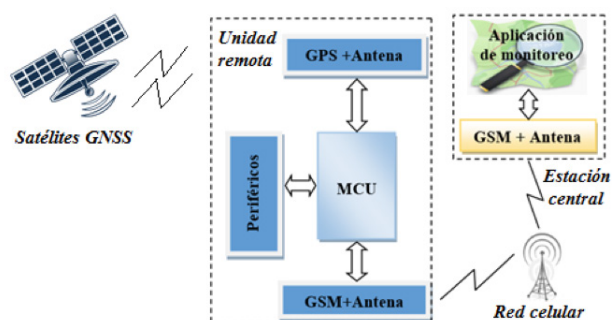 Unidad
remota
GPS +Antena
Aplicación
de monitoreo
Satélites GNSS
GSM + Antena
Periféricos
MCU
Estación
central
GSM+Antena
Red celular